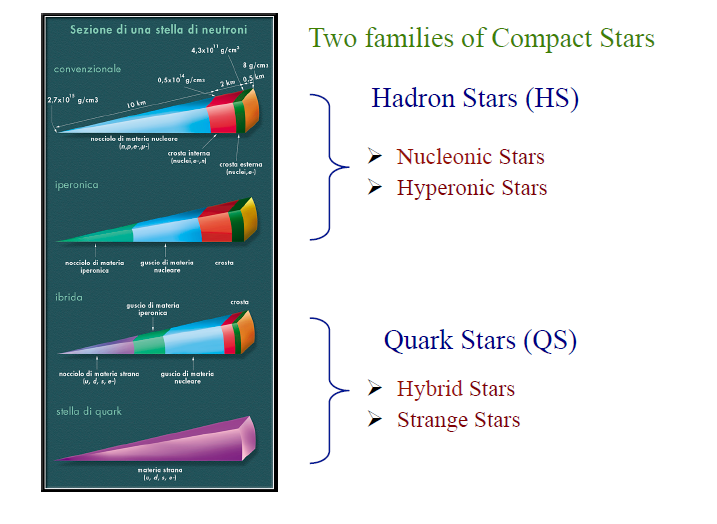 Sezione di una stella di neutroni
4,3x10¹¹ g/cm³
convenzionale
8 g/cm³
0,5x10¹⁴ g/cm³
2 km
0,5 km
2,7x10¹⁵ g/cm3
10 km
nocciolo di materia nucleare
(n,p,e-,μ-)
crosta interna
(nuclei,e-,n)
crosta esterna
(nuclei,e-)
iperonica
nocciolo di materia
iperonica
guscio di materia
nucleare
crosta
ibrida
guscio di materia
iperonica
crosta
nocciolo di materia strana
(u, d, s, e-)
guscio di materia
nucleare
stella di quark
materia strana
(u, d, s, e-)
Two families of Compact Stars
Hadron Stars (HS)
➢ Nucleonic Stars
➢ Hyperonic Stars
Quark Stars (QS)
➢ Hybrid Stars
➢ Strange Stars